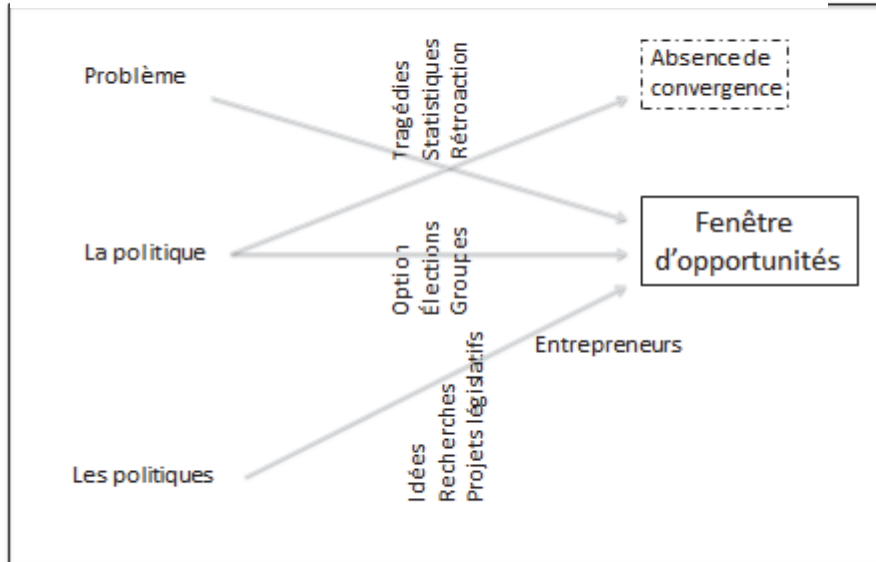 Problème
Tragédies
Statistiques
Rétroaction
Absence de
convergence
La politique
Option
Élections
Groupes
Fenêtre
d'opportunités
Entrepreneurs
Les politiques
Idées
Recherches
Projets législatifs